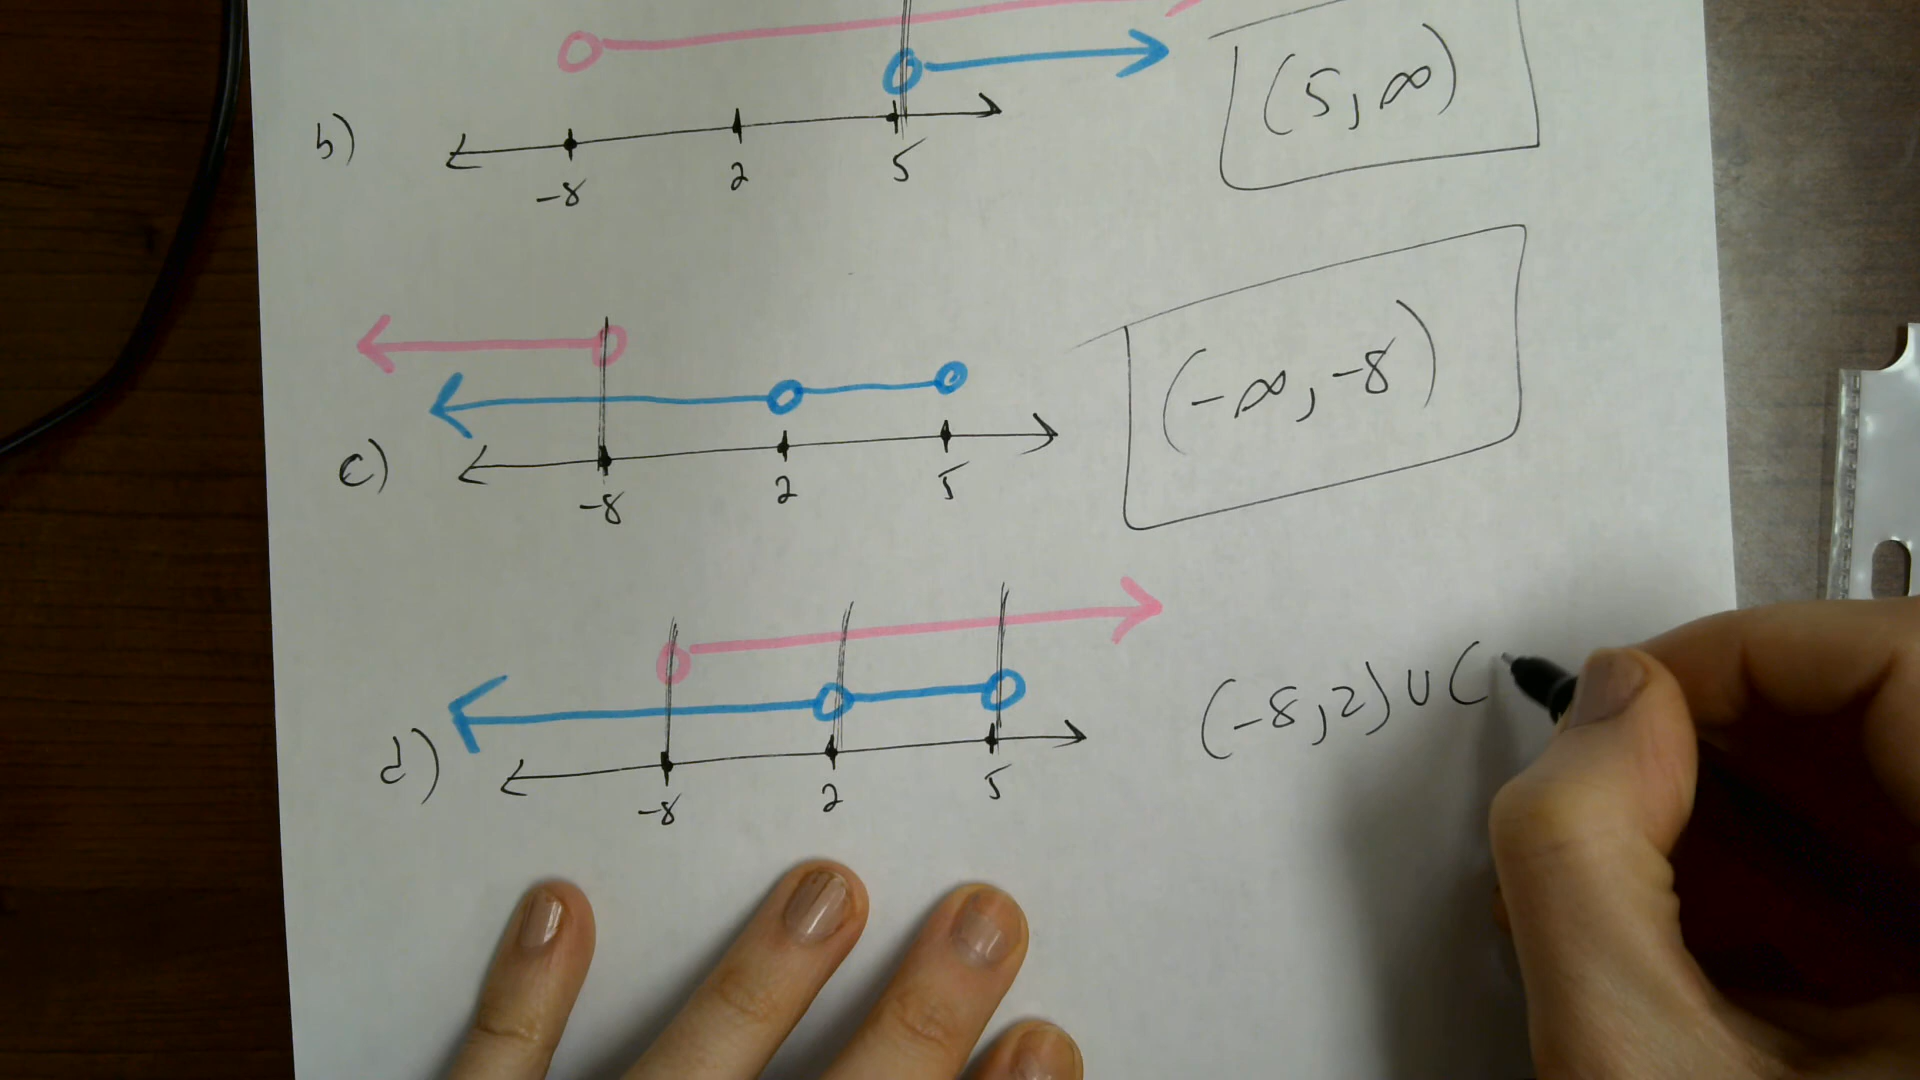 (5, ∞)
b)
-8 2 5
(-∞, -8)
c)
-8 2 5
(-8, 2) ∪ (
d)
-8 2 5